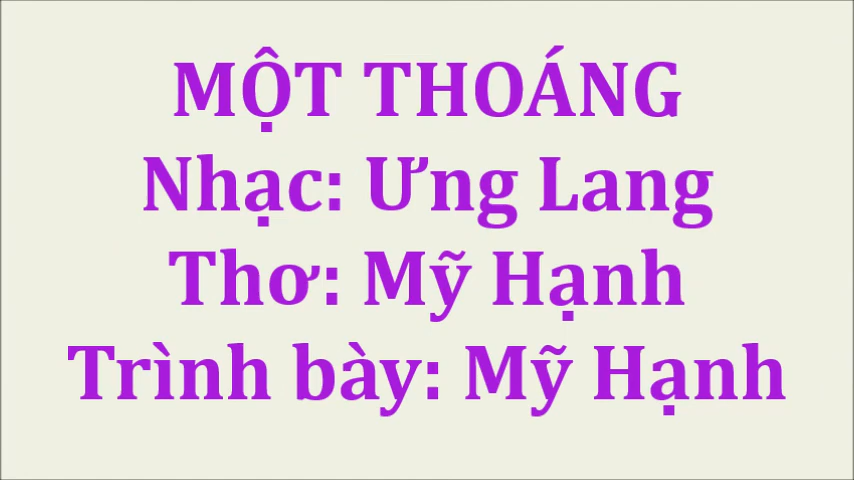 MỘT THOÁNG
Nhạc: Ưng Lang
Thơ: Mỹ Hạnh
Trình bày: Mỹ Hạnh